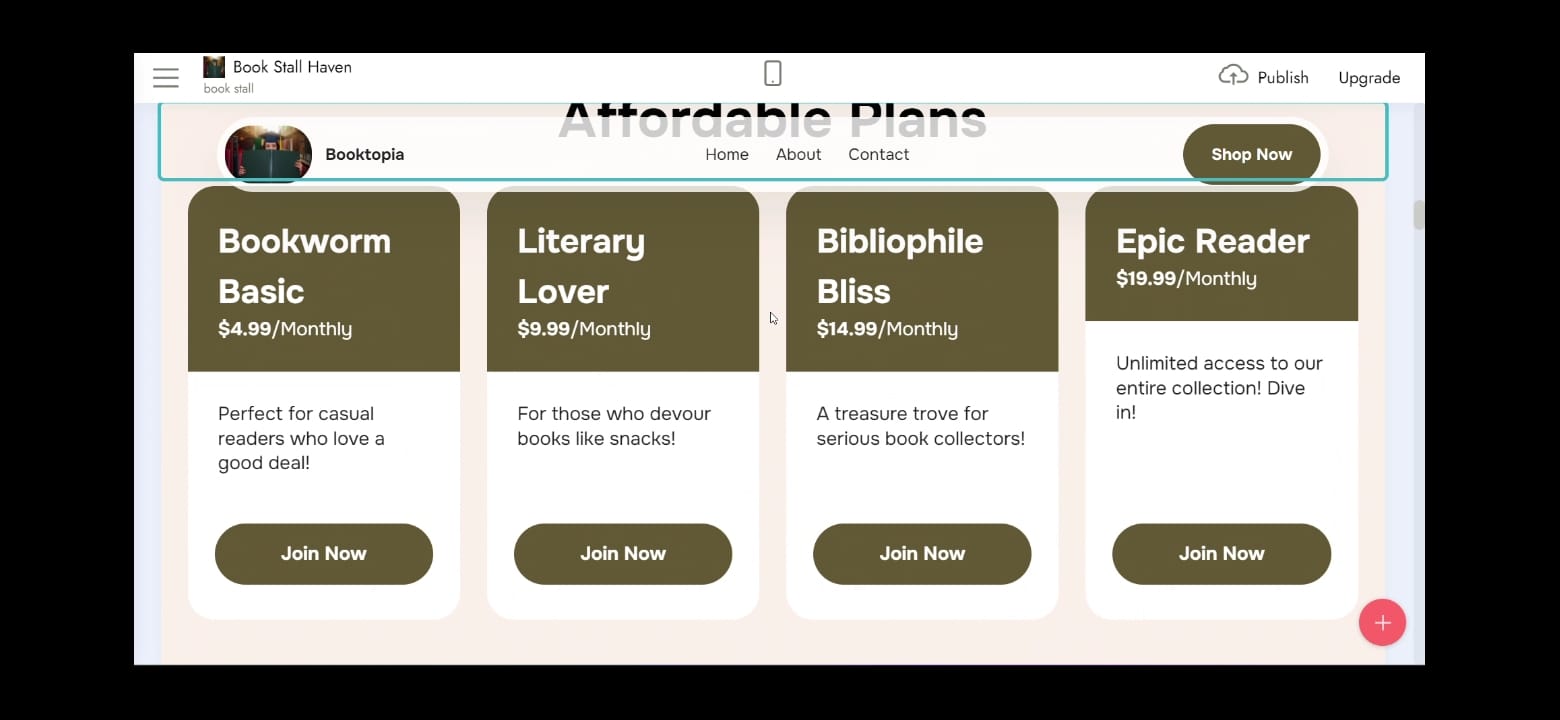 Book Stall Haven
book stall
Publish
Upgrade
Affordable Plans
Booktopia
Home
About
Contact
Shop Now
Bookworm
Basic
$4.99/Monthly
Perfect for casual
readers who love a
good deal!
Join Now
Literary
Lover
$9.99/Monthly
For those who devour
books like snacks!
Join Now
Bibliophile
Bliss
$14.99/Monthly
A treasure trove for
serious book collectors!
Join Now
Epic Reader
$19.99/Monthly
Unlimited access to our
entire collection! Dive
in!
Join Now